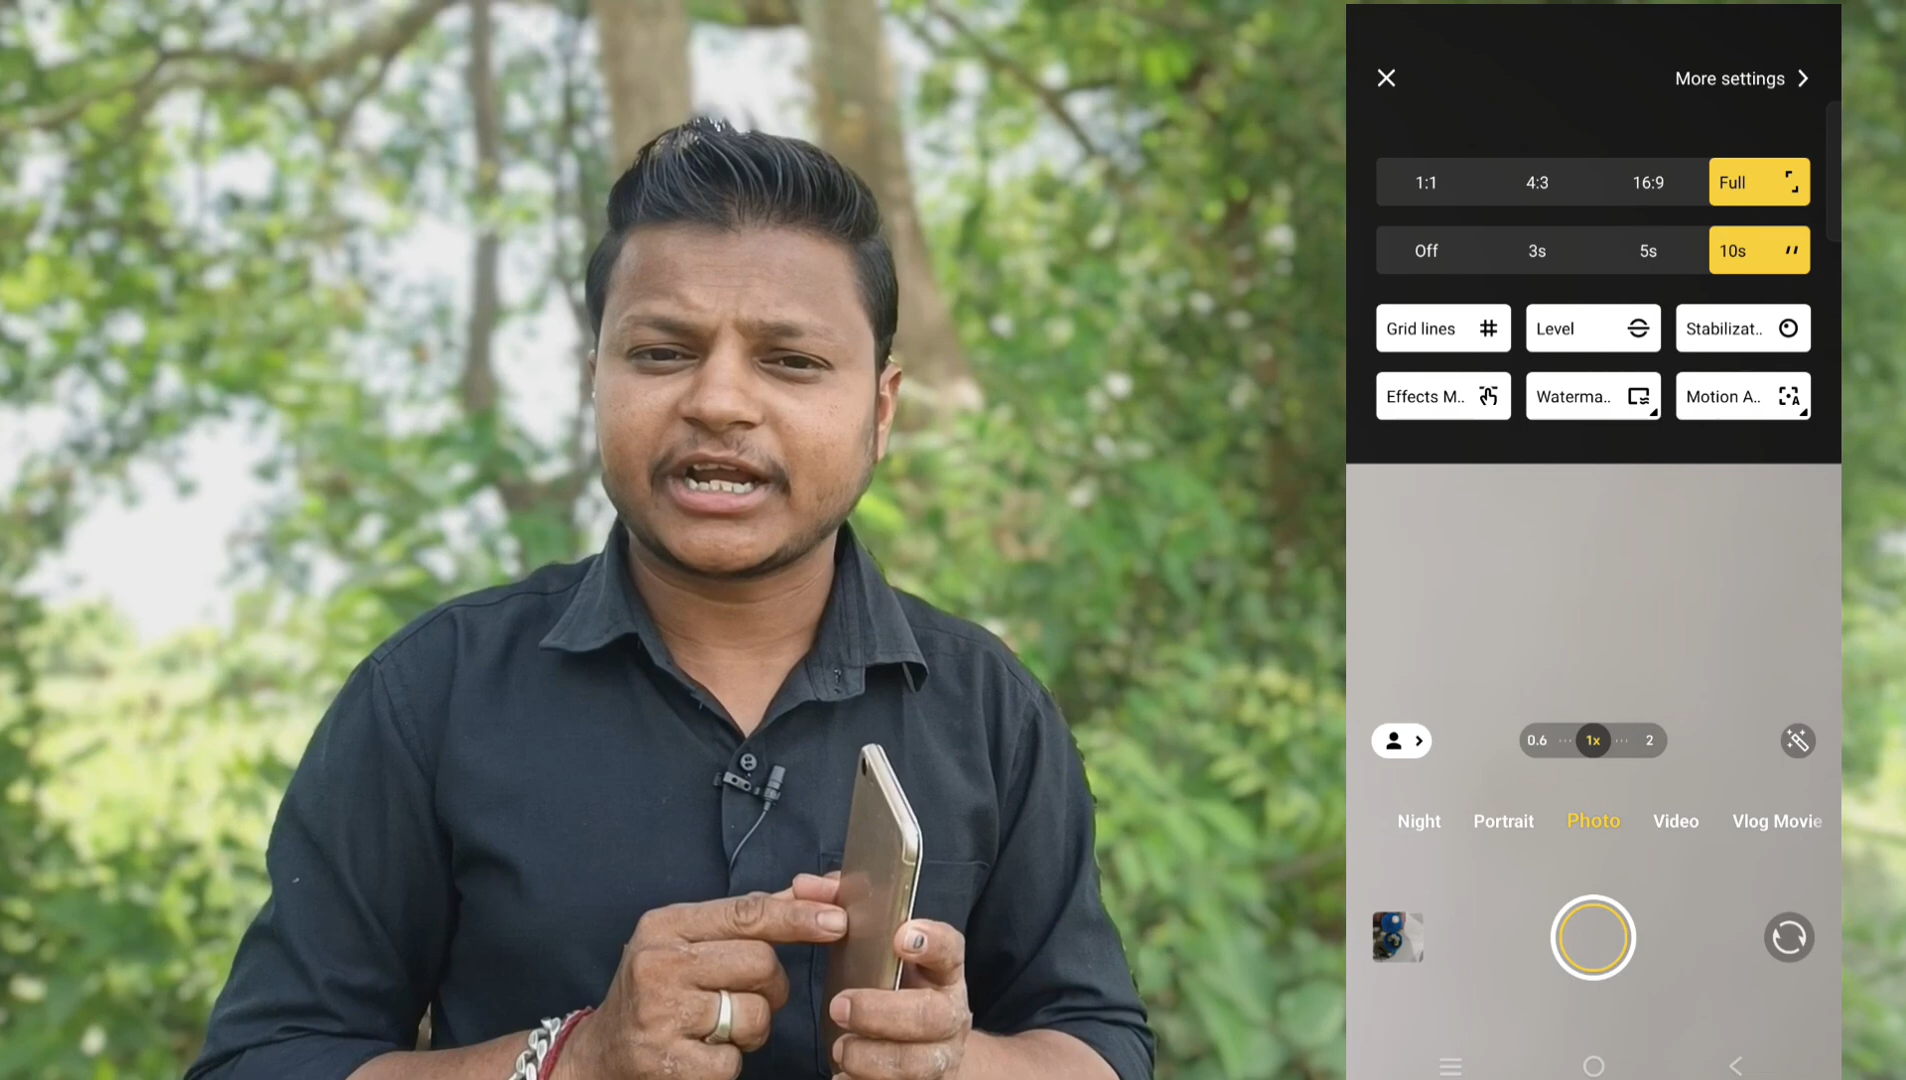 More settings
1:1 4:3 16:9 Full
Off 3s 5s 10s
Grid lines Level Stabilizat..
Effects M.. Waterma.. Motion A..
0.6 1x 2
Night Portrait Photo Video Vlog Movie